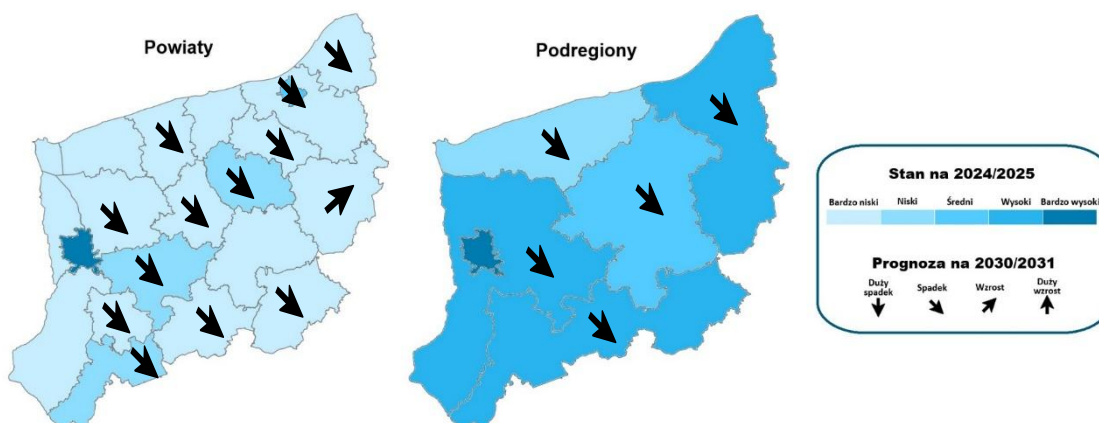 Powiaty
Podregiony
Stan na 2024/2025
Bardzo niski Niski Średni Wysoki Bardzo wysoki
Prognoza na 2030/2031
Duży spadek Spadek Wzrost Duży wzrost